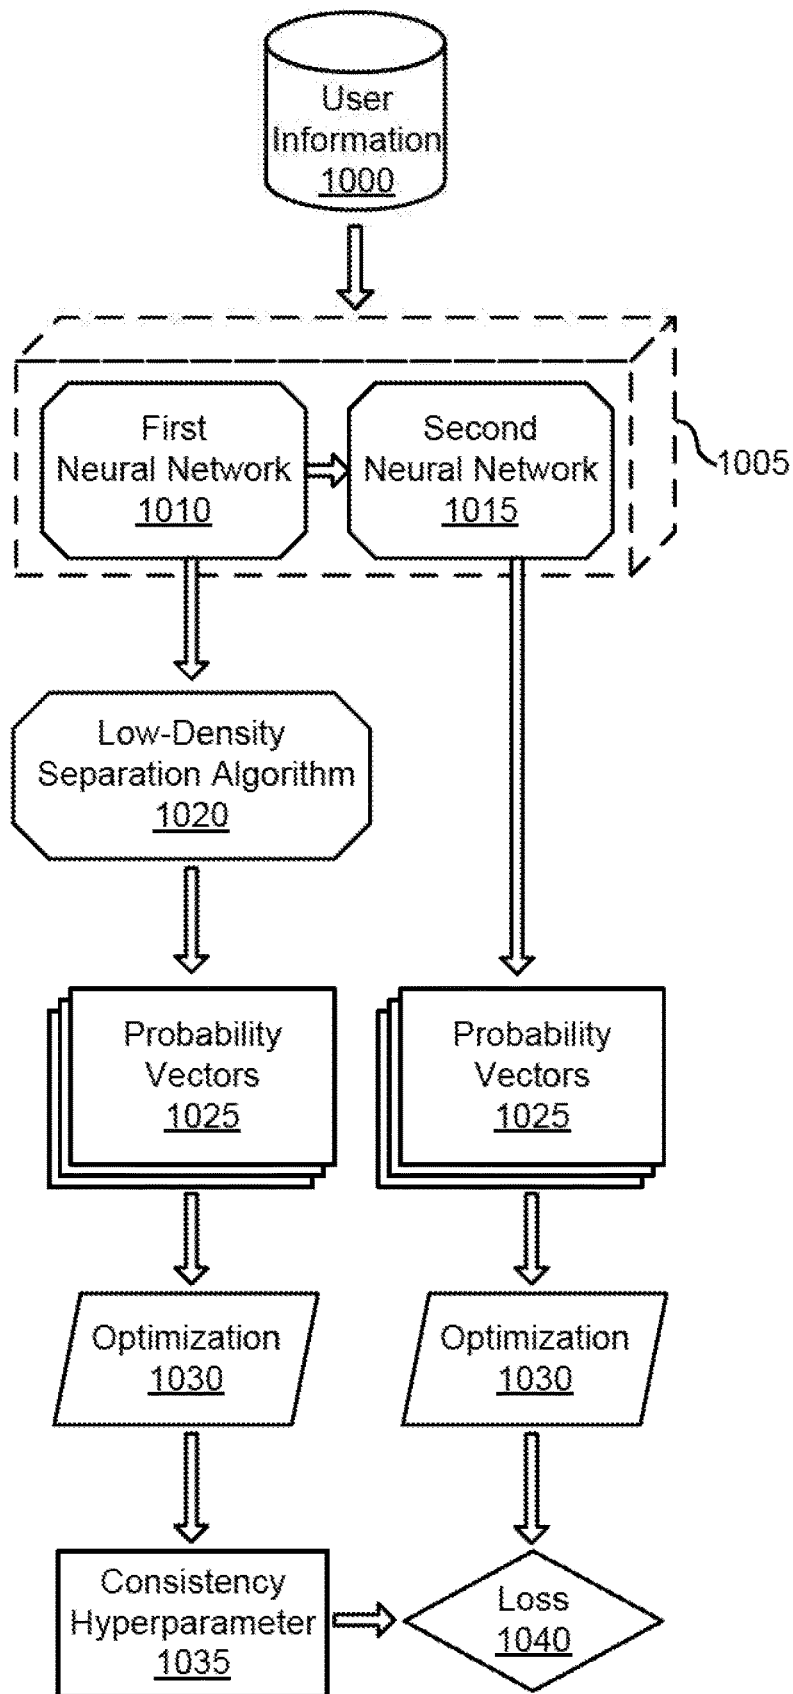 User
Information
1000
First
Neural Network
1010
Second
Neural Network
1015
1005
Low-Density
Separation Algorithm
1020
Probability
Vectors
1025
Probability
Vectors
1025
Optimization
1030
Optimization
1030
Consistency
Hyperparameter
1035
Loss
1040